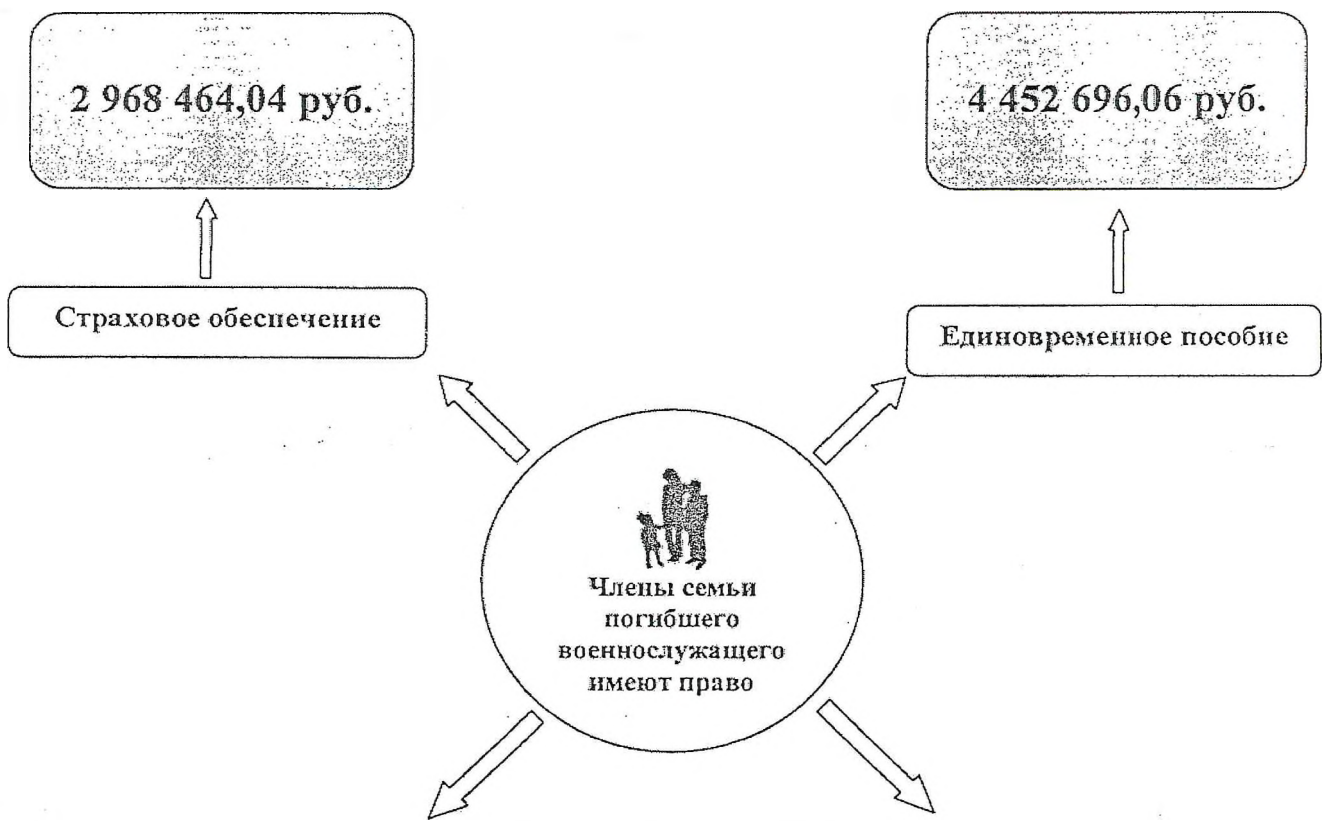 2 968 464,04 руб.
4 452 696,06 руб.
Страховое обеспечение
Единовременное пособие
Члены семьи
погибшего
военнослужащего
имеют право